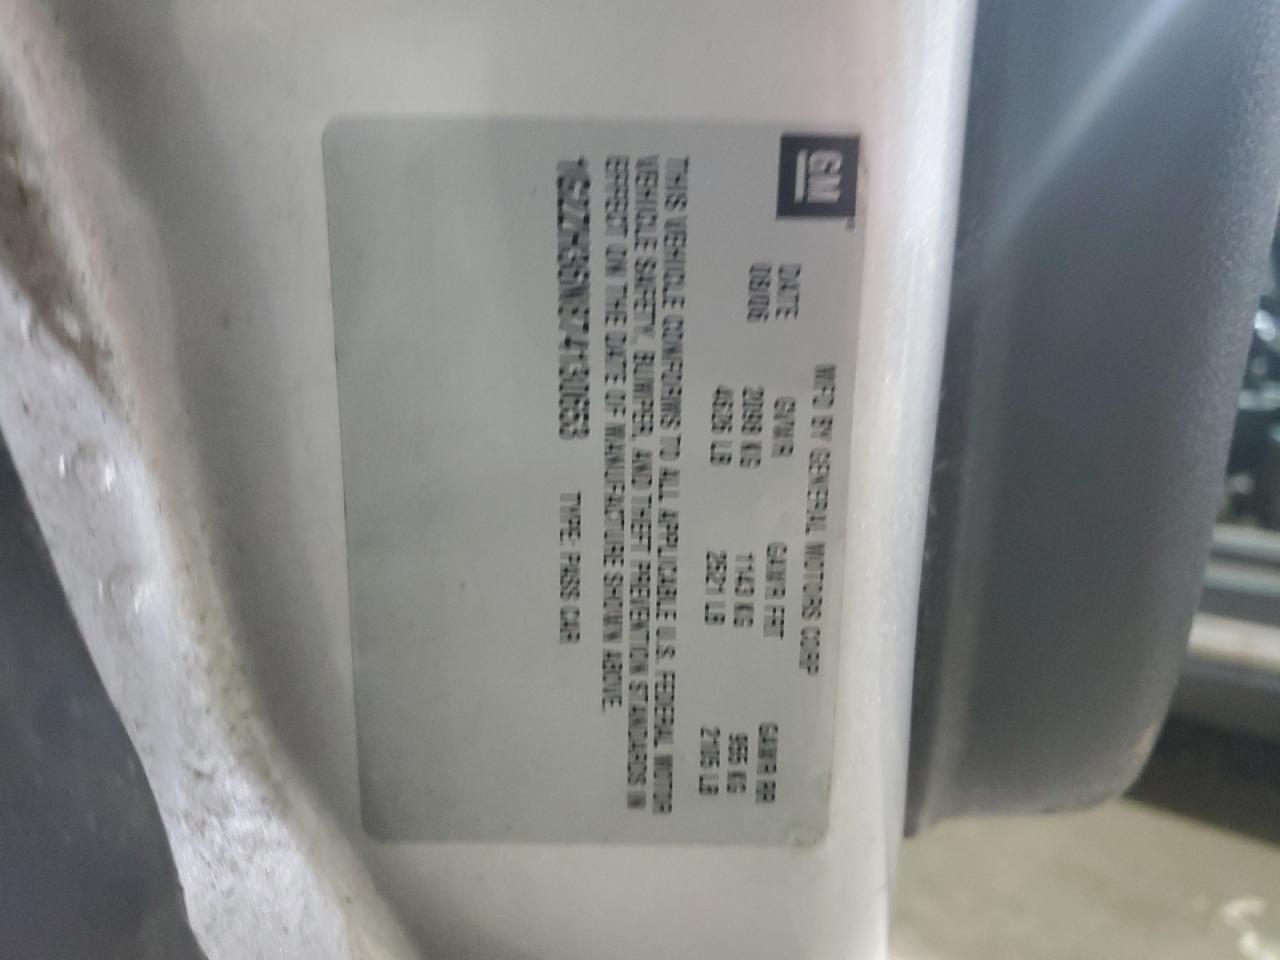 GM
MFD BY GENERAL MOTORS CORP
DATE GVWR GAWR FRT GAWR RR
2098 KG 1143 KG 955 KG
4626 LB 2521 LB 2105 LB
THIS VEHICLE CONFORMS TO ALL APPLICABLE U.S. FEDERAL MOTOR
VEHICLE SAFETY, BUMPER, AND THEFT PREVENTION STANDARDS IN
EFFECT ON THE DATE OF MANUFACTURE SHOWN ABOVE.
1G2ZH36N874130653 TYPE: PASS CAR